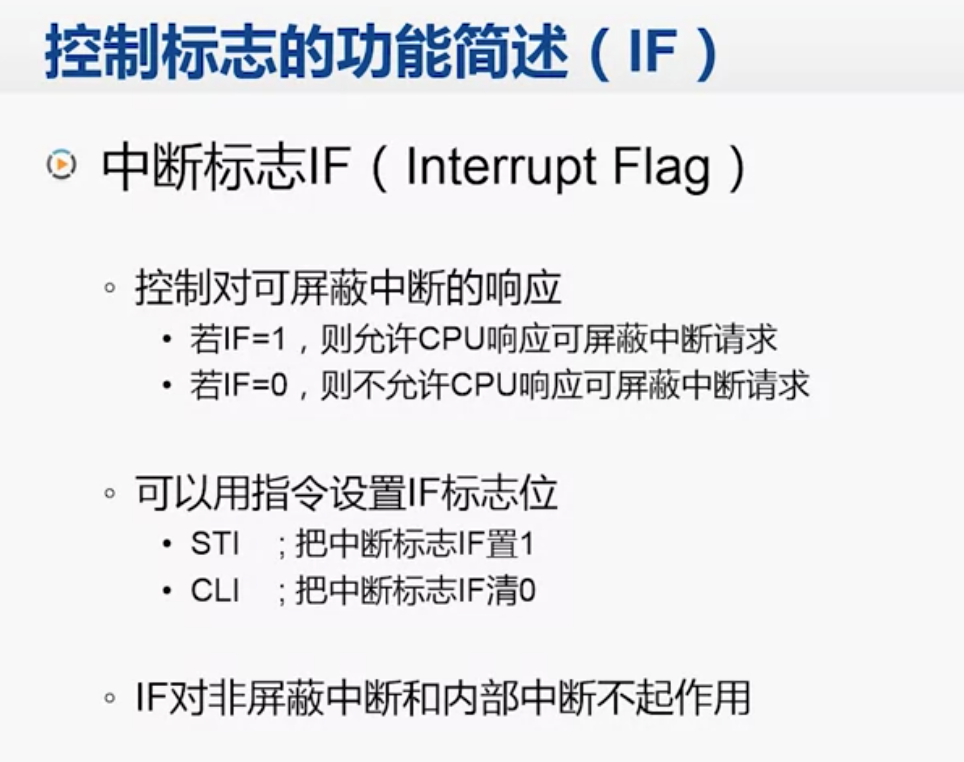 控制标志的功能简述（IF）
中断标志IF（Interrupt Flag）
控制对可屏蔽中断的响应
若IF=1，则允许CPU响应可屏蔽中断请求
若IF=0，则不允许CPU响应可屏蔽中断请求
可以用指令设置IF标志位
STI ；把中断标志IF置1
CLI ；把中断标志IF清0
IF对非屏蔽中断和内部中断不起作用